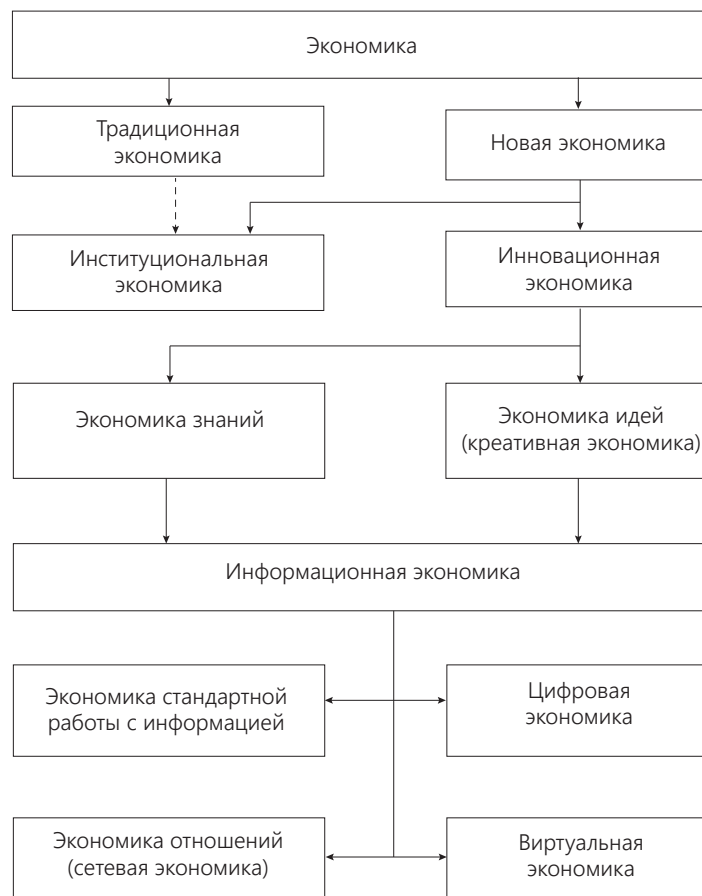 Экономика
Традиционная
экономика
Новая экономика
Институциональная
экономика
Инновационная
экономика
Экономика знаний
Экономика идей
(креативная экономика)
Информационная экономика
Экономика стандартной
работы с информацией
Цифровая
экономика
Экономика отношений
(сетевая экономика)
Виртуальная
экономика